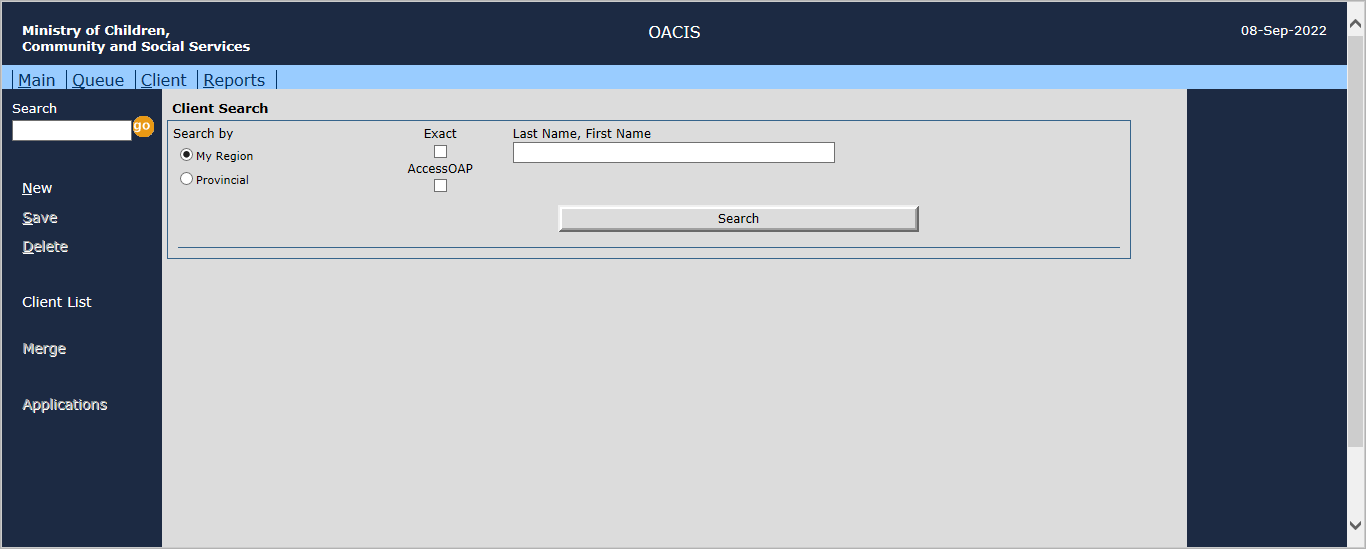 Ministry of Children,
Community and Social Services
OACIS
08-Sep-2022
Main Queue Client Reports
Search
go
New
Save
Delete
Client List
Merge
Applications
Client Search
Search by
My Region
Provincial
Exact
AccessOAP
Last Name, First Name
Search